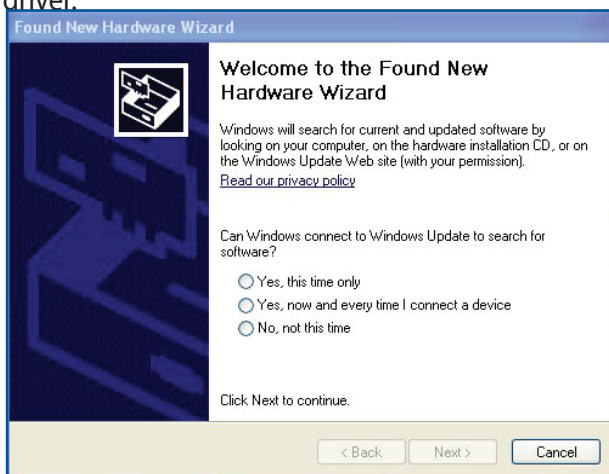 driver.
Found New Hardware Wizard
Welcome to the Found New
Hardware Wizard
Windows will search for current and updated software by
looking on your computer, on the hardware installation CD, or on
the Windows Update Web site (with your permission).
Read our privacy policy
Can Windows connect to Windows Update to search for
software?
Yes, this time only
Yes, now and every time I connect a device
No, not this time
Click Next to continue.
< Back
Next >
Cancel